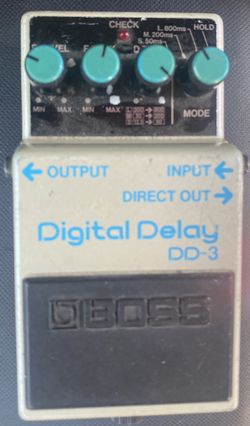 CHECK
HOLD
L. 800ms
M. 200ms
S. 50ms
MIN MAX MIN MAX
MODE
OUTPUT INPUT
DIRECT OUT
Digital Delay
DD-3
BOSS